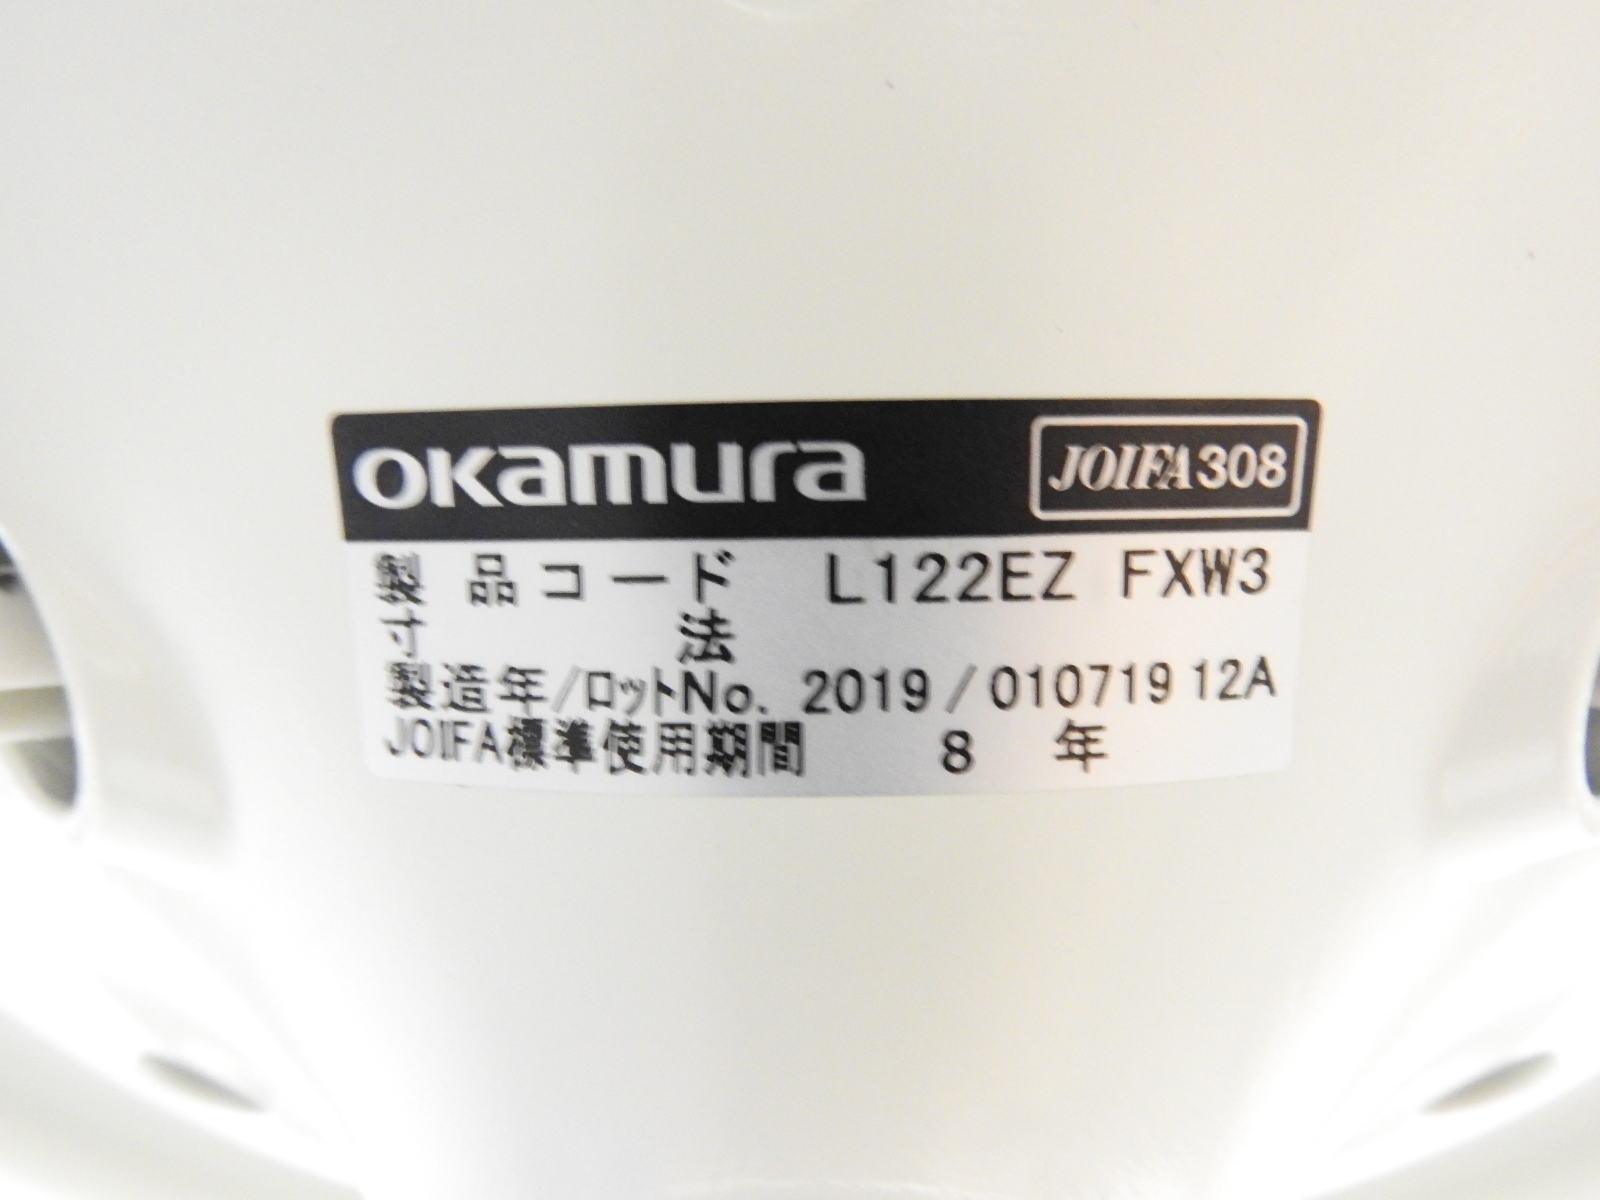 okamura JOIFA308
製品コード L122EZ FXW3
寸法
製造年/ロットNo. 2019/010719 12A
JOIFA標準使用期間 8 年